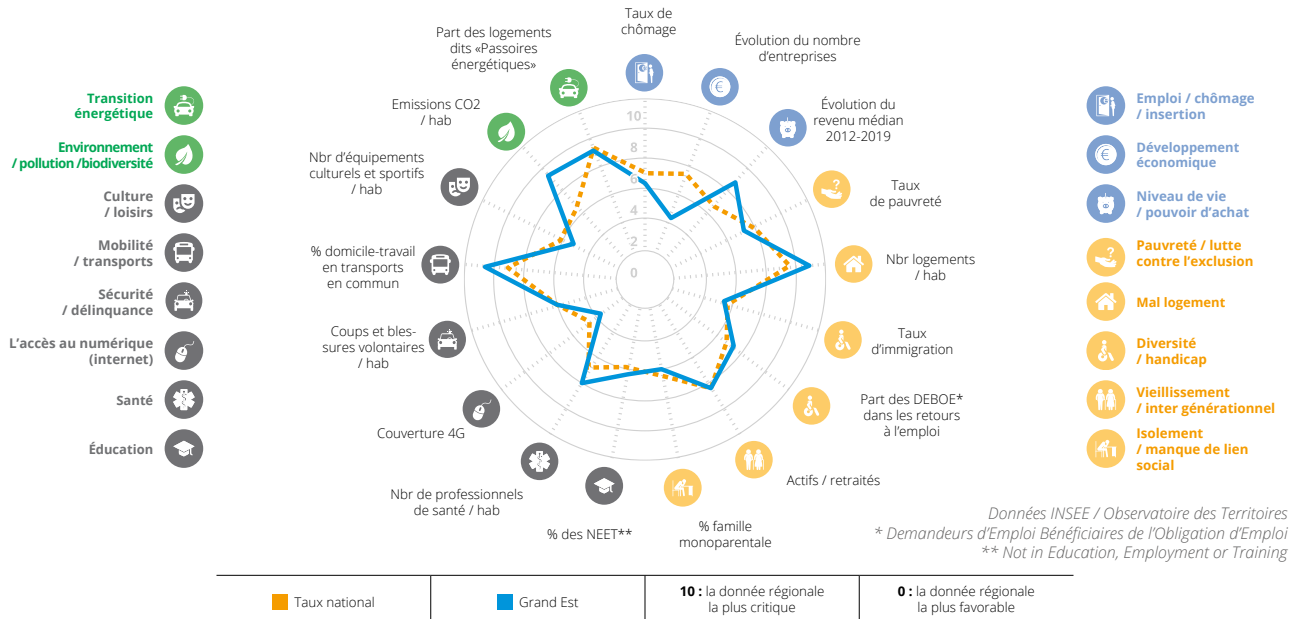 Transition
énergétique
Environnement
/ pollution /biodiversité
Culture
/ loisirs
Mobilité
/ transports
Sécurité
/ délinquance
L'accès au numérique
(internet)
Santé
Éducation
Taux de
chômage
Évolution du nombre
d'entreprises
Évolution du
revenu médian
2012-2019
Taux
de pauvreté
Nbr logements
/ hab
Taux
d'immigration
Part des DEBOE*
dans les retours
à l'emploi
Actifs / retraités
% famille
monoparentale
% des NEET**
Nbr de professionnels
de santé / hab
Couverture 4G
Coups et bles-
sures volontaires
/ hab
% domicile-travail
en transports
en commun
Nbr d'équipements
culturels et sportifs
/ hab
Emissions CO2
/ hab
Part des logements
dits «Passoires
énergétiques»
10
8
6
4
2
0
Emploi / chômage
/ insertion
Développement
économique
Niveau de vie
/ pouvoir d'achat
Pauvreté / lutte
contre l'exclusion
Mal logement
Diversité
/ handicap
Vieillissement
/ inter générationnel
Isolement
/ manque de lien
social
Données INSEE / Observatoire des Territoires
* Demandeurs d'Emploi Bénéficiaires de l'Obligation d'Emploi
** Not in Education, Employment or Training
Taux national
Grand Est
10 : la donnée régionale
la plus critique
0 : la donnée régionale
la plus favorable